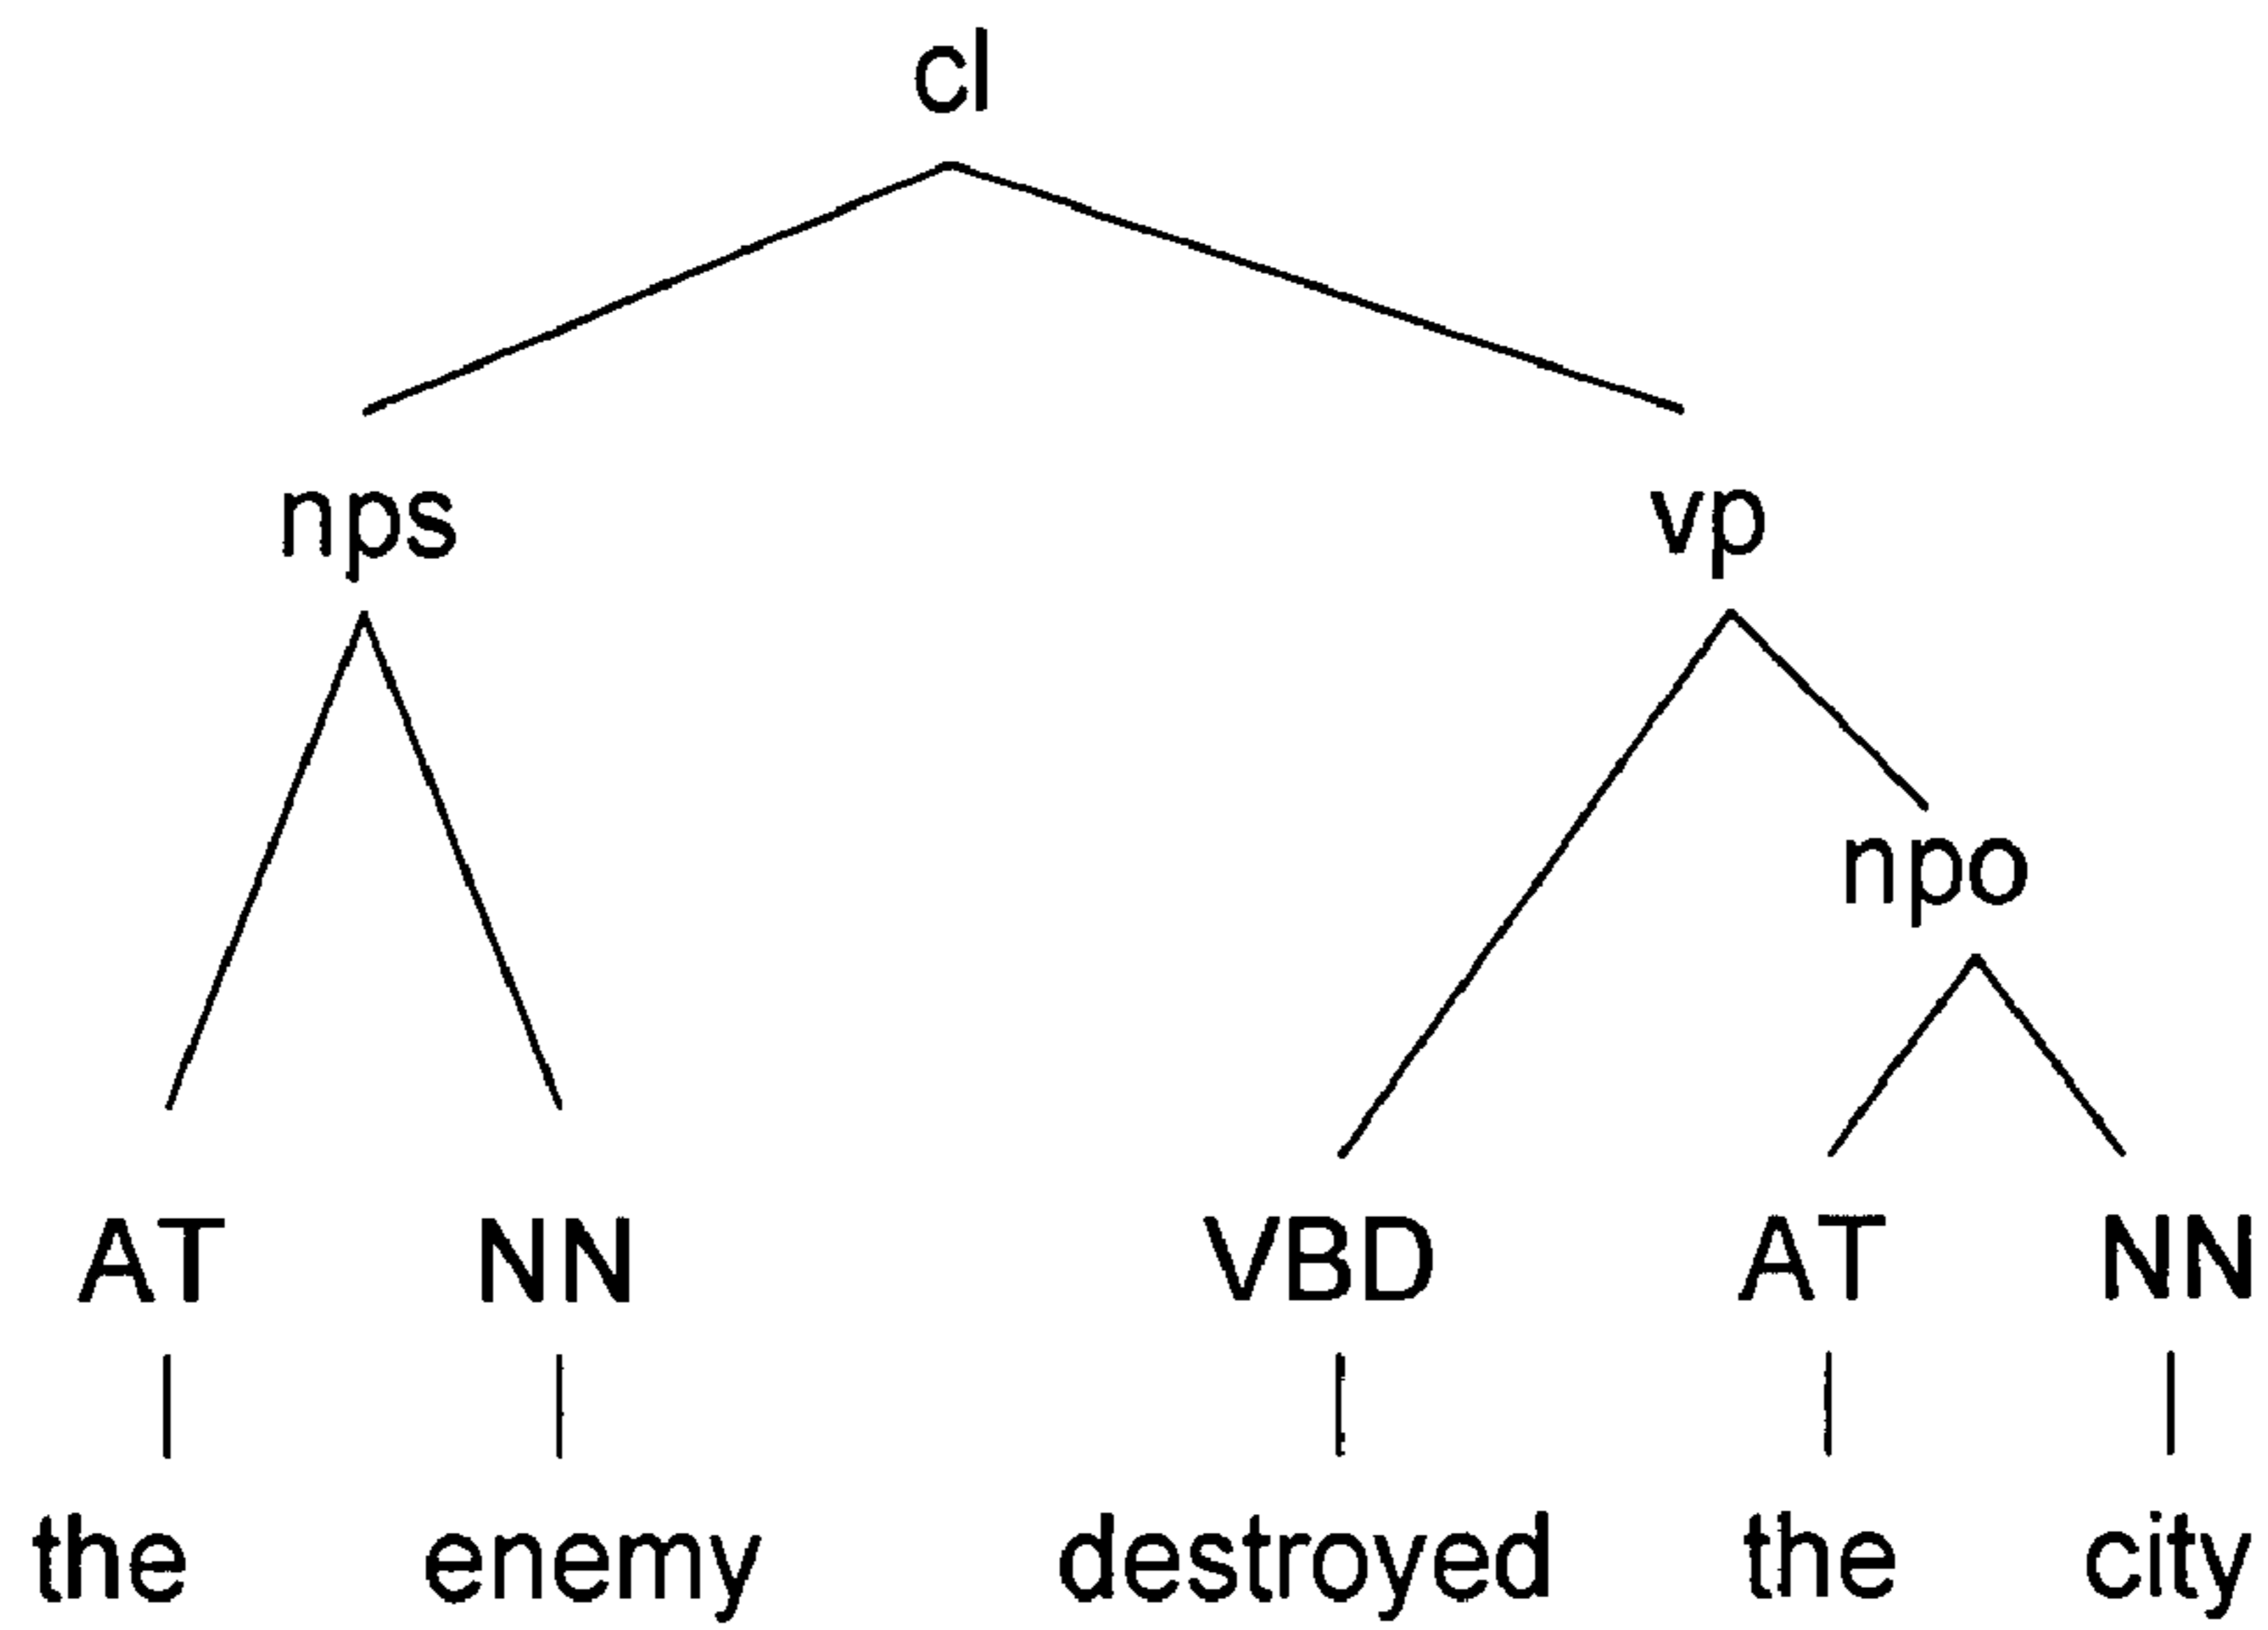 cl
nps vp
npo
AT NN VBD AT NN
the enemy destroyed the city